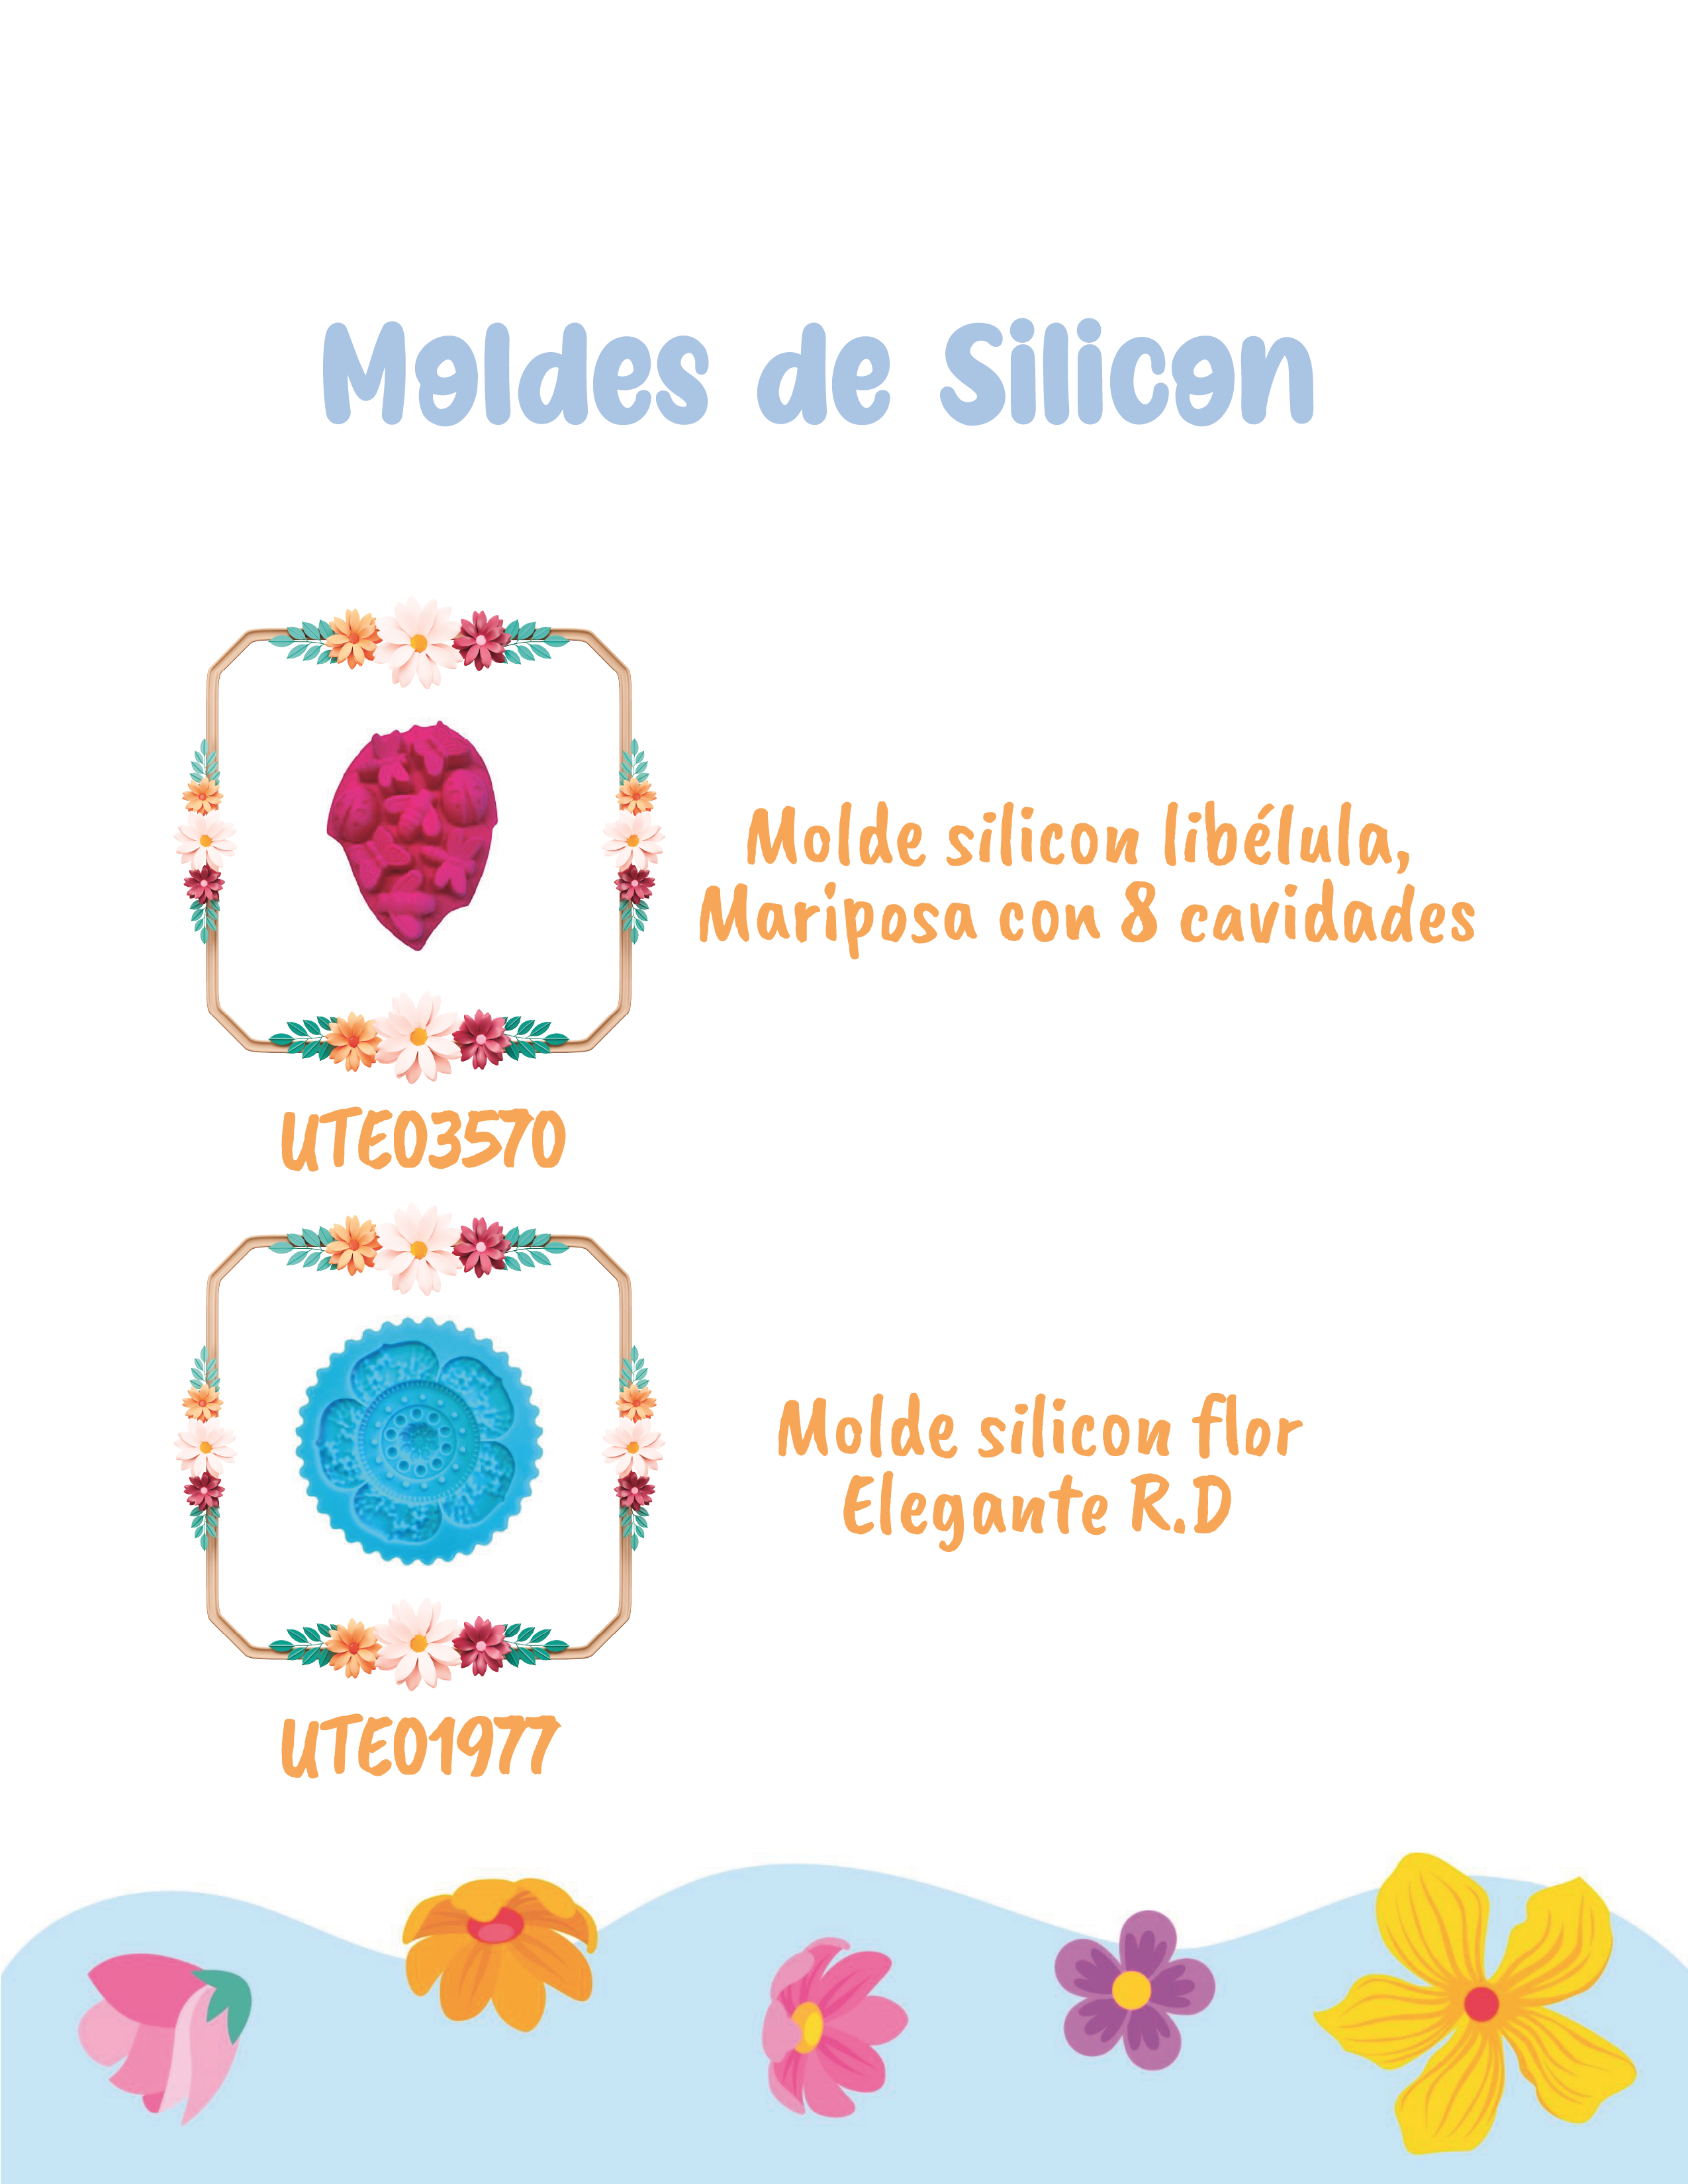 Moldes de Silicon
Molde silicon libélula,
Mariposa con 8 cavidades
UTE03570
Molde silicon flor
Elegante R.D
UTE01977